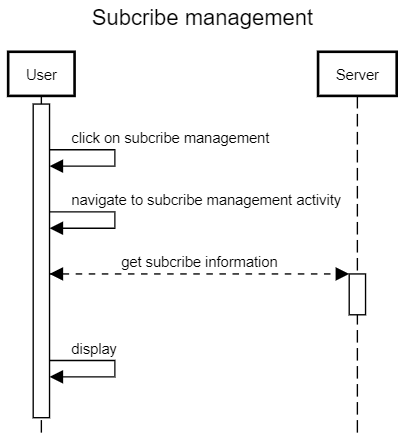 Subcribe management
User
Server
click on subcribe management
navigate to subcribe management activity
get subcribe information
display